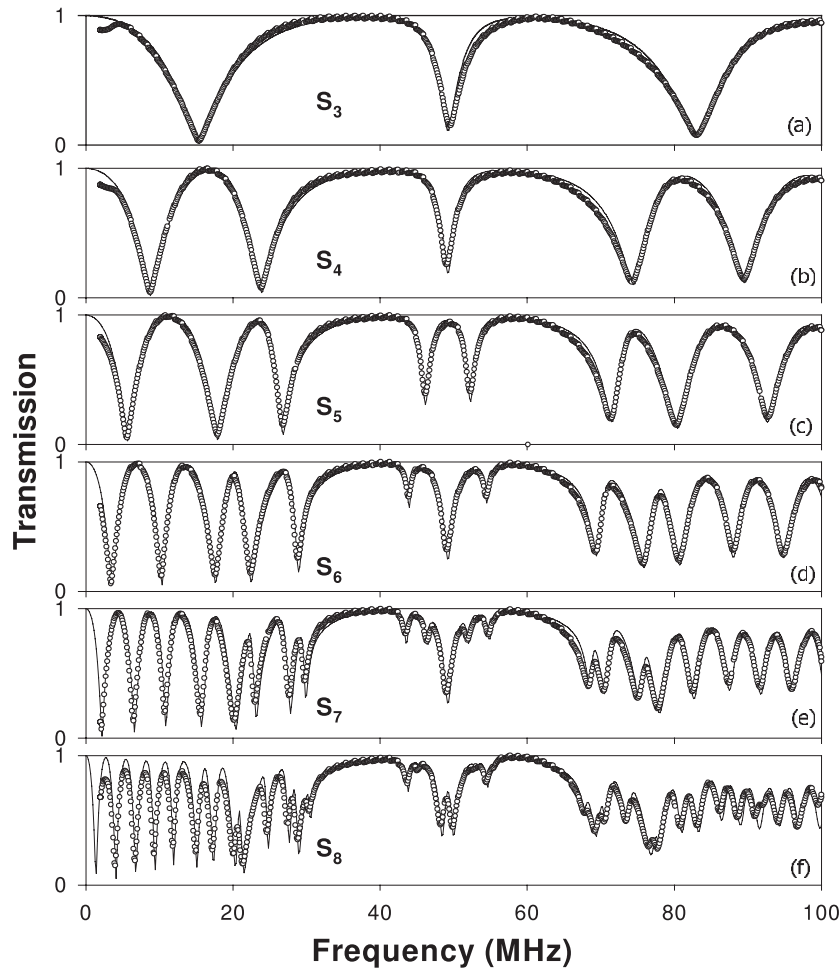 1
S3
(a)
0
1
S4
(b)
0
1
S5
(c)
0
1
S6
(d)
0
1
S7
(e)
0
1
S8
(f)
0
0 20 40 60 80 100
Transmission
Frequency (MHz)